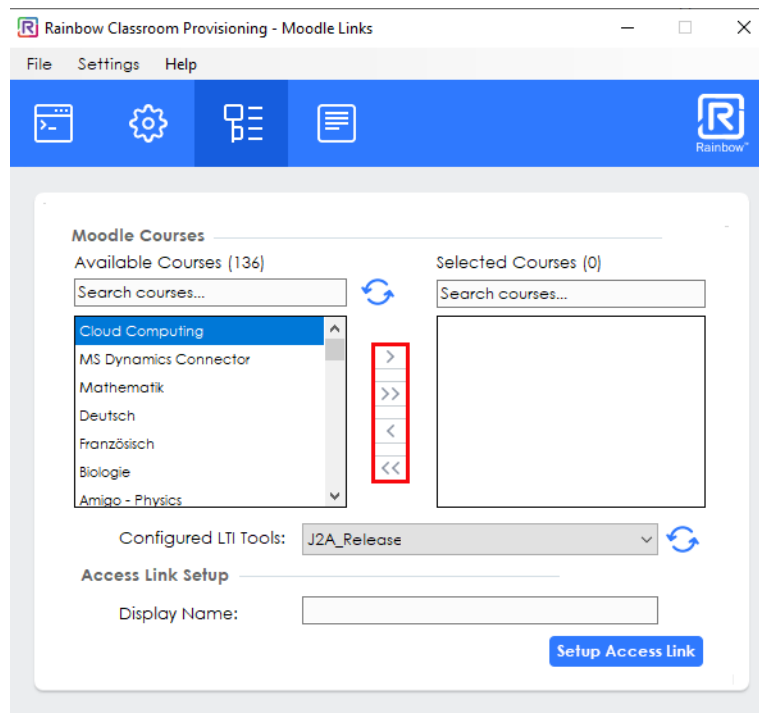 Rainbow Classroom Provisioning - Moodle Links
File Settings Help
R
Rainbow™
Moodle Courses
Available Courses (136) Selected Courses (0)
Search courses... Search courses...
Cloud Computing
MS Dynamics Connector
Mathematik
Deutsch
Französisch
Biologie
Amigo - Physics
>
>>
<
<<
Configured LTI Tools: J2A_Release
Access Link Setup
Display Name:
Setup Access Link